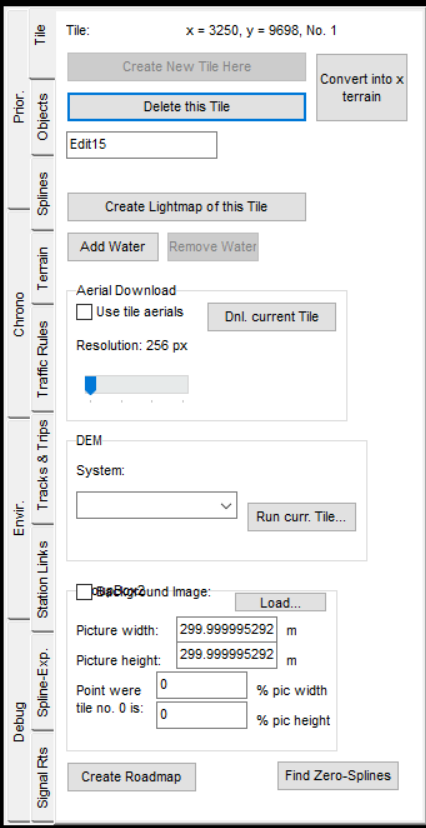 Prior.
Chrono
Envir.
Debug
Tile
Objects
Splines
Terrain
Traffic Rules
Tracks & Trips
Station Links
Spline-Exp.
Signal Rts
Tile: x = 3250, y = 9698, No. 1
Create New Tile Here
Convert into x
terrain
Delete this Tile
Edit15
Create Lightmap of this Tile
Add Water Remove Water
Aerial Download
Use tile aerials
Dnl. current Tile
Resolution: 256 px
DEM
System:
Run curr. Tile...
Background Image:
Load...
Picture width: 299.999995292 m
Picture height: 299.999995292 m
Point were
tile no. 0 is:
0 % pic width
0 % pic height
Create Roadmap Find Zero-Splines